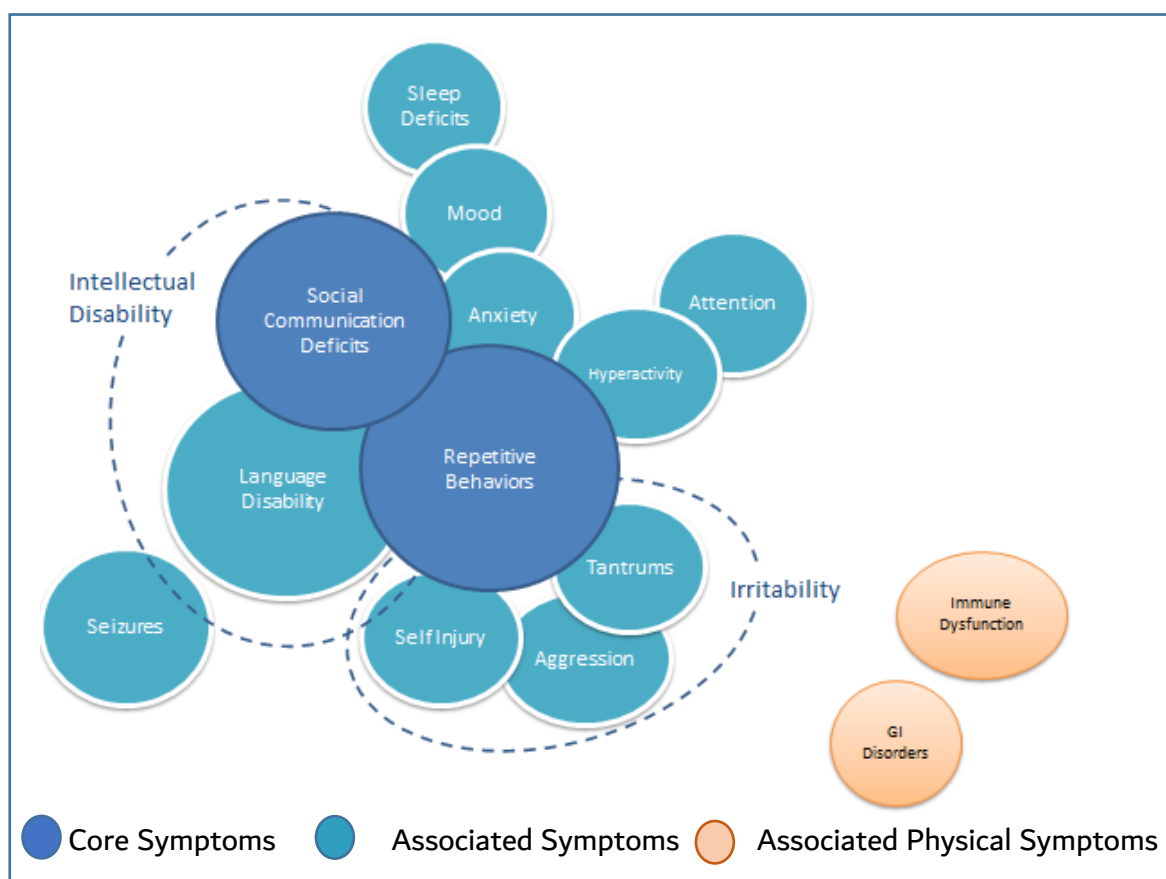 Sleep
Deficits
Mood
Intellectual
Disability
Social
Communication
Deficits
Anxiety
Attention
Hyperactivity
Language
Disability
Repetitive
Behaviors
Seizures
Self Injury
Tantrums
Aggression
Irritability
Immune
Dysfunction
GI
Disorders
Core Symptoms
Associated Symptoms
Associated Physical Symptoms